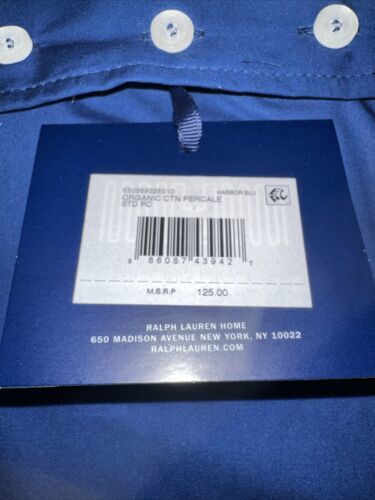 650969325010 HARBOR BLU
ORGANIC CTN PERCALE
STD PC
8 86087 43942 7
M.S.R.P 125.00
RALPH LAUREN HOME
650 MADISON AVENUE NEW YORK, NY 10022
RALPHLAUREN.COM